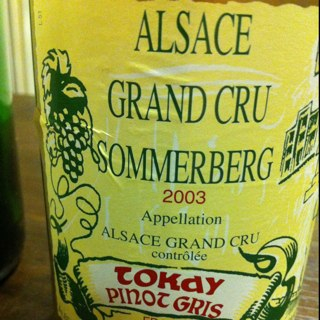 ALSACE
GRAND CRU
SOMMERBERG
2003
Appellation
ALSACE GRAND CRU
contrôlée
tokay
PINOT GRIS